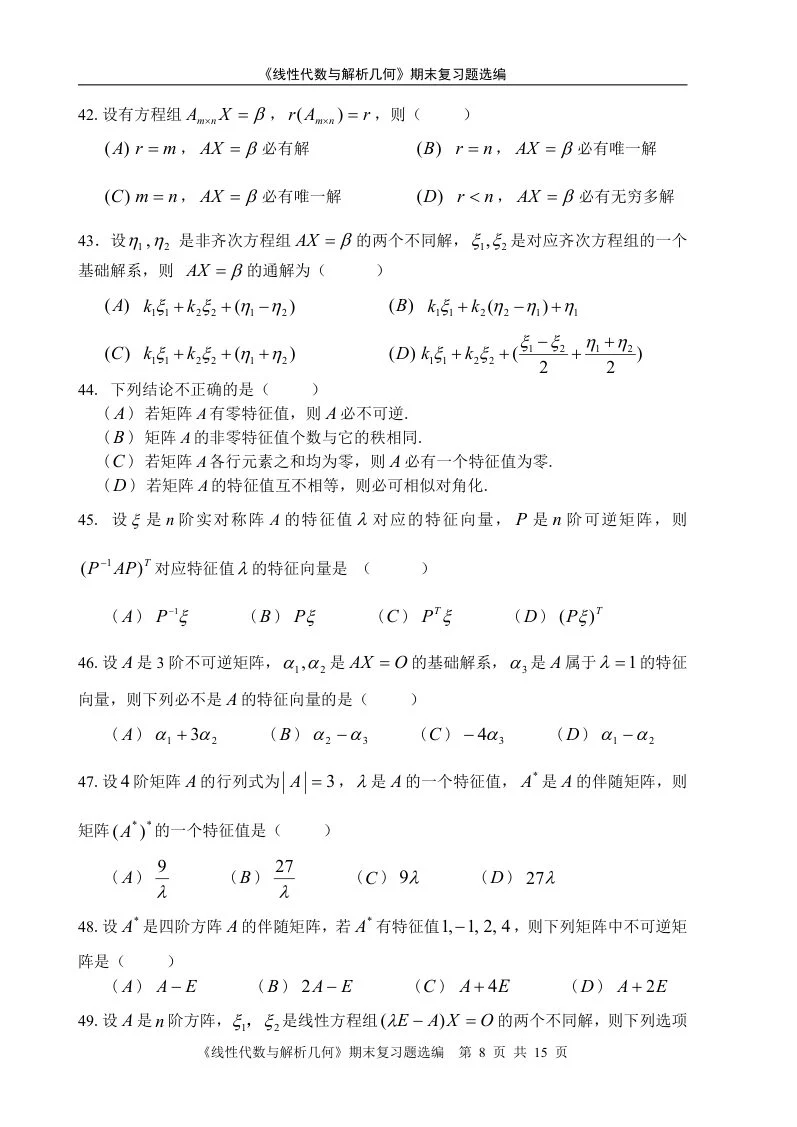 《线性代数与解析几何》期末复习题选编
42. 设有方程组 $A_{m\times n}X=\beta$，$r(A_{m\times n})=r$，则（　　）
(A) $r=m$，$AX=\beta$ 必有解　　(B) $r=n$，$AX=\beta$ 必有唯一解
(C) $m=n$，$AX=\beta$ 必有唯一解　　(D) $r<n$，$AX=\beta$ 必有无穷多解
43．设 $\eta_1,\eta_2$ 是非齐次方程组 $AX=\beta$ 的两个不同解，$\xi_1,\xi_2$ 是对应齐次方程组的一个
基础解系，则 $AX=\beta$ 的通解为（　　）
(A) $k_1\xi_1+k_2\xi_2+(\eta_1-\eta_2)$　　(B) $k_1\xi_1+k_2(\eta_2-\eta_1)+\eta_1$
(C) $k_1\xi_1+k_2\xi_2+(\eta_1+\eta_2)$　　(D) $k_1\xi_1+k_2\xi_2+(\frac{\xi_1-\xi_2}{2}+\frac{\eta_1+\eta_2}{2})$
44. 下列结论不正确的是（　　）
（A）若矩阵 A 有零特征值，则 A 必不可逆.
（B）矩阵 A 的非零特征值个数与它的秩相同.
（C）若矩阵 A 各行元素之和均为零，则 A 必有一个特征值为零.
（D）若矩阵 A 的特征值互不相等，则必可相似对角化.
45. 设 $\xi$ 是 n 阶实对称阵 A 的特征值 $\lambda$ 对应的特征向量，P 是 n 阶可逆矩阵，则
$(P^{-1}AP)^T$ 对应特征值 $\lambda$ 的特征向量是 （　　）
（A）$P^{-1}\xi$　　（B）$P\xi$　　（C）$P^T\xi$　　（D）$(P\xi)^T$
46. 设 A 是 3 阶不可逆矩阵，$\alpha_1,\alpha_2$ 是 $AX=O$ 的基础解系，$\alpha_3$ 是 A 属于 $\lambda=1$ 的特征
向量，则下列必不是 A 的特征向量的是（　　）
（A）$\alpha_1+3\alpha_2$　　（B）$\alpha_2-\alpha_3$　　（C）$-4\alpha_3$　　（D）$\alpha_1-\alpha_2$
47. 设 4 阶矩阵 A 的行列式为 $|A|=3$，$\lambda$ 是 A 的一个特征值，$A^*$ 是 A 的伴随矩阵，则
矩阵 $(A^*)^*$ 的一个特征值是（　　）
（A）$\frac{9}{\lambda}$　　（B）$\frac{27}{\lambda}$　　（C）$9\lambda$　　（D）$27\lambda$
48. 设 $A^*$ 是四阶方阵 A 的伴随矩阵，若 $A^*$ 有特征值 $1,-1,2,4$，则下列矩阵中不可逆矩
阵是（　　）
（A）$A-E$　　（B）$2A-E$　　（C）$A+4E$　　（D）$A+2E$
49. 设 A 是 n 阶方阵，$\xi_1$，$\xi_2$ 是线性方程组 $(\lambda E-A)X=O$ 的两个不同解，则下列选项
《线性代数与解析几何》期末复习题选编　第 8 页 共 15 页